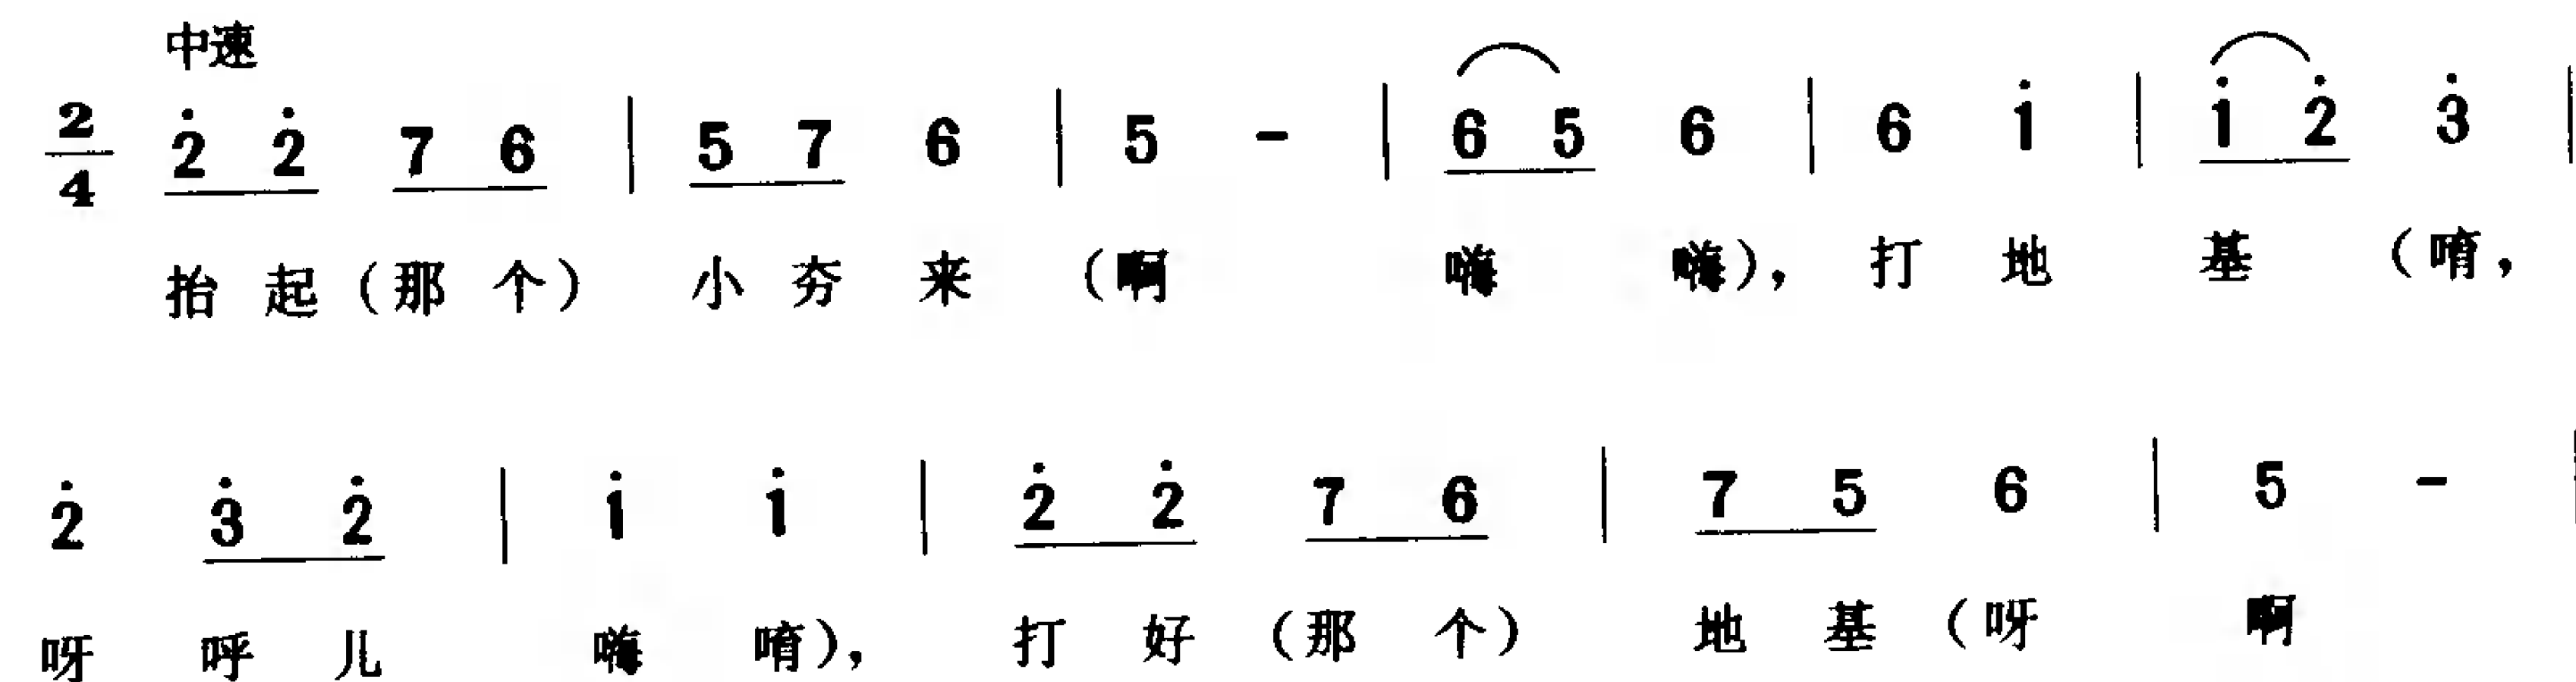 中速
2/4 2̇ 2̇ 7 6 | 5 7 6 | 5 - | 6 5 6 | 6 1̇ | 1̇ 2̇ 3̇ |
抬起(那个) 小夯来 (啊 嗨 嗨), 打地基 (唷,
2̇ 3̇ 2̇ | 1̇ 1̇ | 2̇ 2̇ 7 6 | 7 5 6 | 5 - |
呀呼儿 嗨唷), 打好(那个) 地基(呀 啊